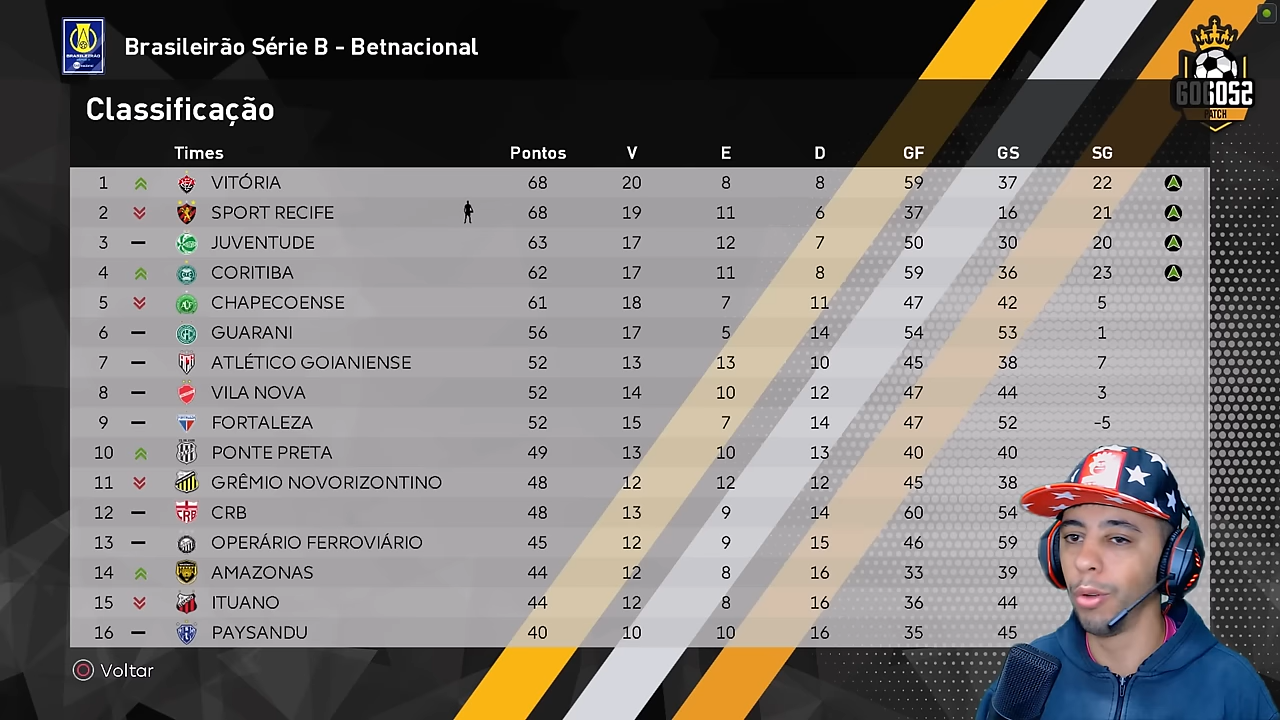 Brasileirão Série B - Betnacional
GOGOS2
PATCH
Classificação
Times Pontos V E D GF GS SG
1 VITÓRIA 68 20 8 8 59 37 22
2 SPORT RECIFE 68 19 11 6 37 16 21
3 JUVENTUDE 63 17 12 7 50 30 20
4 CORITIBA 62 17 11 8 59 36 23
5 CHAPECOENSE 61 18 7 11 47 42 5
6 GUARANI 56 17 5 14 54 53 1
7 ATLÉTICO GOIANIENSE 52 13 13 10 45 38 7
8 VILA NOVA 52 14 10 12 47 44 3
9 FORTALEZA 52 15 7 14 47 52 -5
10 PONTE PRETA 49 13 10 13 40 40
11 GRÊMIO NOVORIZONTINO 48 12 12 12 45 38
12 CRB 48 13 9 14 60 54
13 OPERÁRIO FERROVIÁRIO 45 12 9 15 46 59
14 AMAZONAS 44 12 8 16 33 39
15 ITUANO 44 12 8 16 36 44
16 PAYSANDU 40 10 10 16 35 45
Voltar